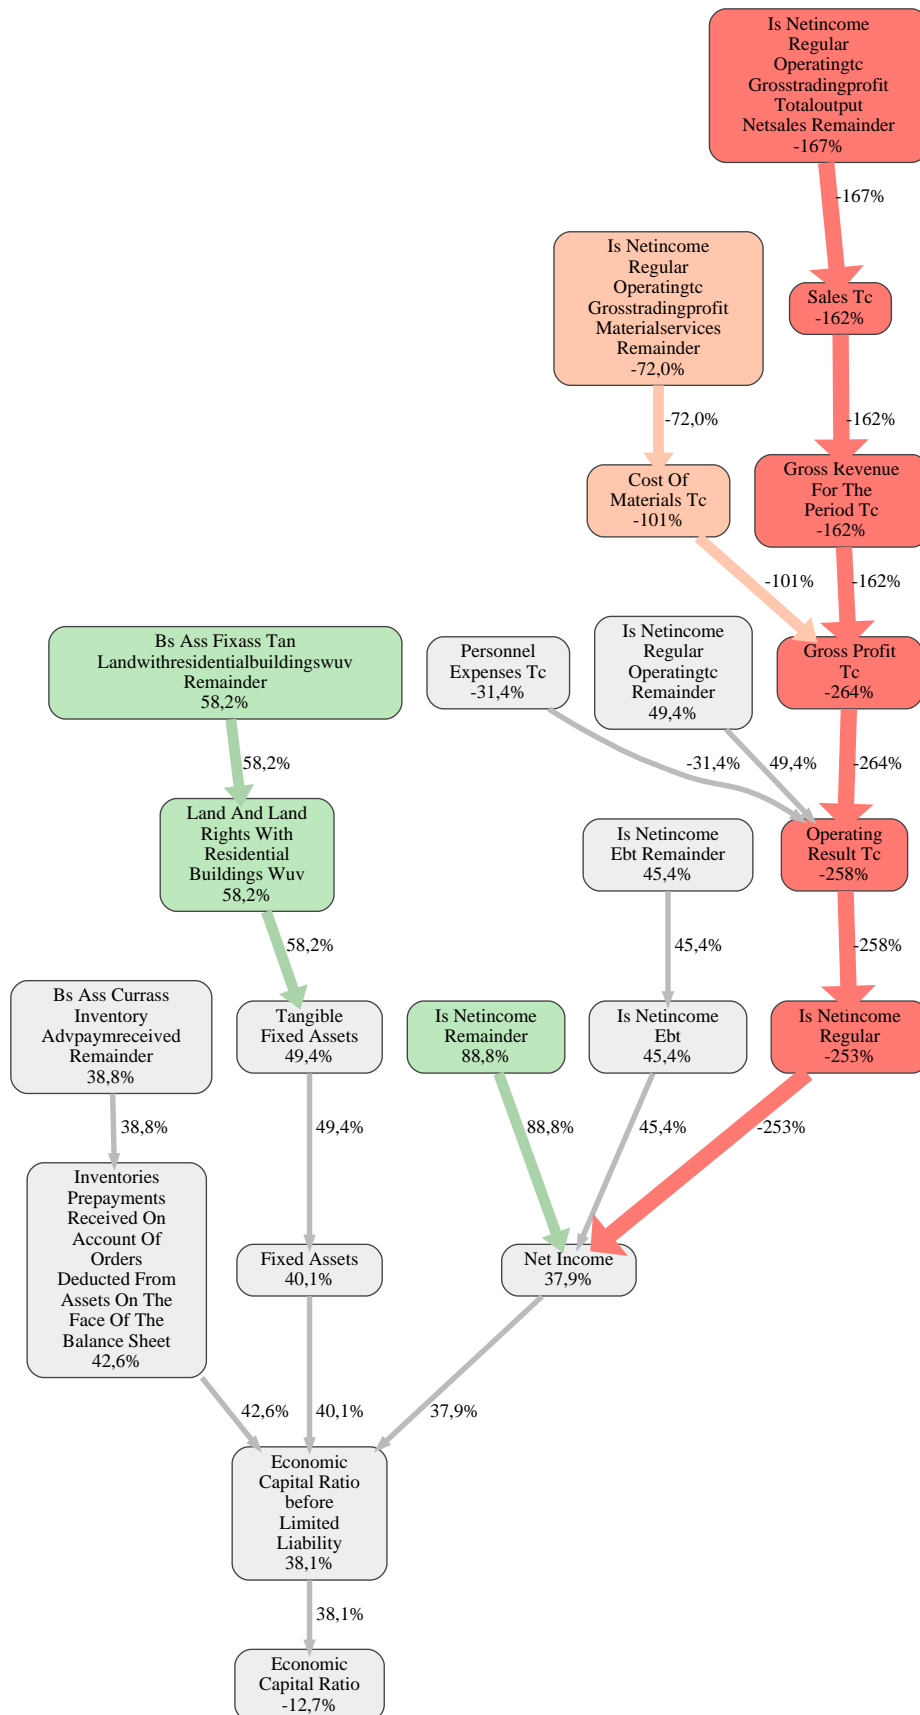 Is Netincome
Regular
Operatingtc
Grosstradingprofit
Totaloutput
Netsales Remainder
-167%
-167%
Is Netincome
Regular
Operatingtc
Grosstradingprofit
Materialservices
Remainder
-72,0%
Sales Tc
-162%
-72,0%
-162%
Cost Of
Materials Tc
-101%
Gross Revenue
For The
Period Tc
-162%
-101%
-162%
Bs Ass Fixass Tan
Landwithresidentialbuildingswuv
Remainder
58,2%
Personnel
Expenses Tc
-31,4%
Is Netincome
Regular
Operatingtc
Remainder
49,4%
Gross Profit
Tc
-264%
58,2%
-31,4%
49,4%
-264%
Land And Land
Rights With
Residential
Buildings Wuv
58,2%
Is Netincome
Ebt Remainder
45,4%
Operating
Result Tc
-258%
58,2%
45,4%
-258%
Bs Ass Currass
Inventory
Advpaymreceived
Remainder
38,8%
Tangible
Fixed Assets
49,4%
Is Netincome
Remainder
88,8%
Is Netincome
Ebt
45,4%
Is Netincome
Regular
-253%
38,8%
49,4%
88,8%
45,4%
-253%
Inventories
Prepayments
Received On
Account Of
Orders
Deducted From
Assets On The
Face Of The
Balance Sheet
42,6%
Fixed Assets
40,1%
Net Income
37,9%
42,6%
40,1%
37,9%
Economic
Capital Ratio
before
Limited
Liability
38,1%
38,1%
Economic
Capital Ratio
-12,7%